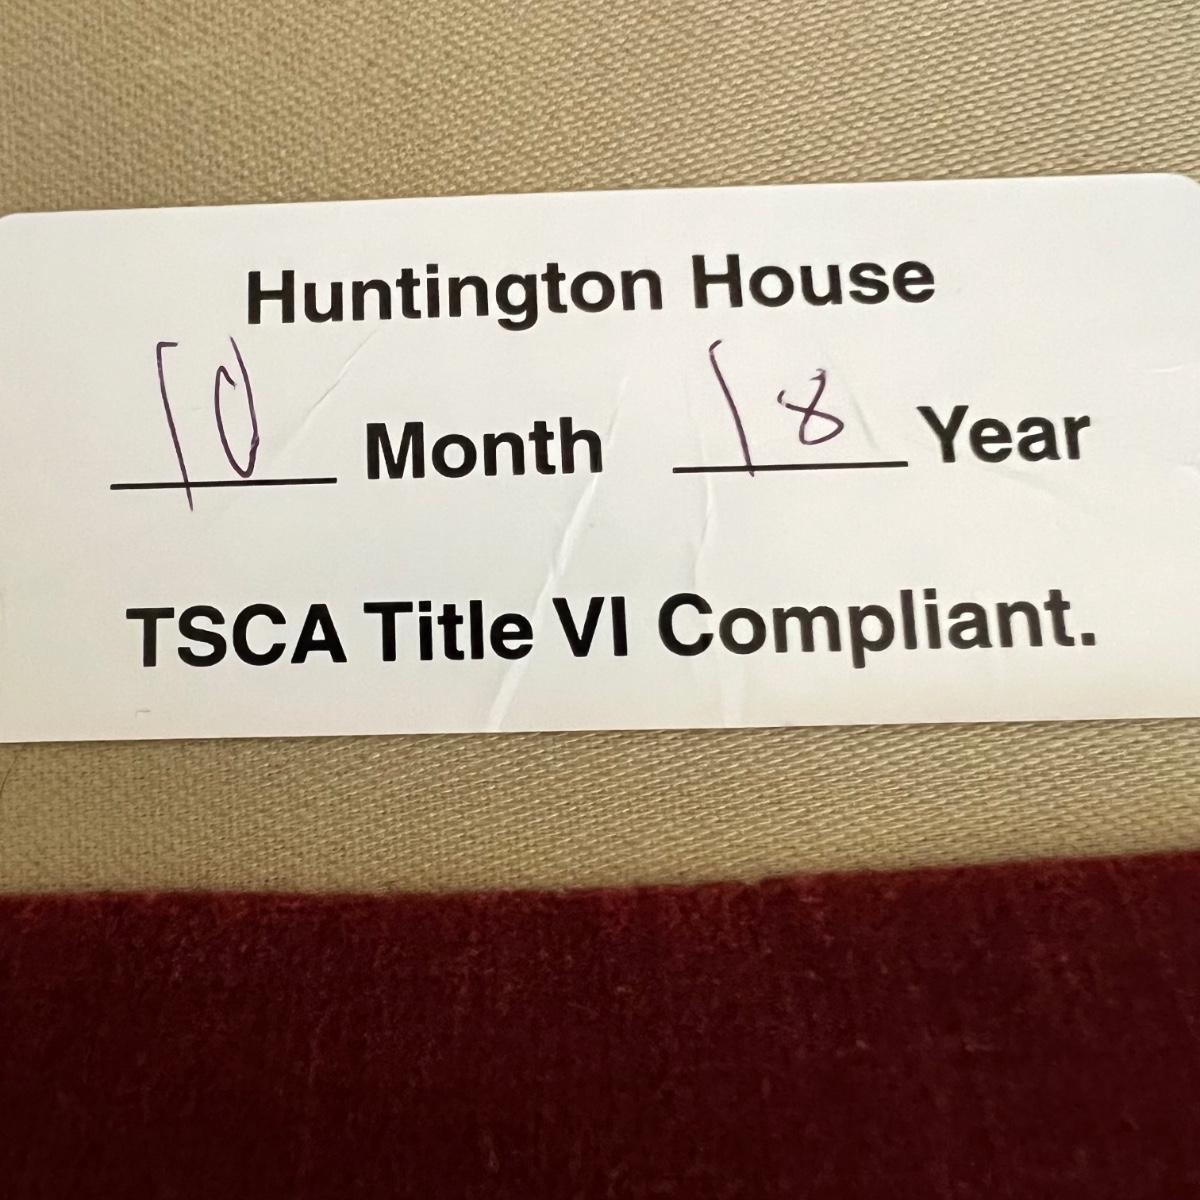 Huntington House
10 Month 18 Year
TSCA Title VI Compliant.